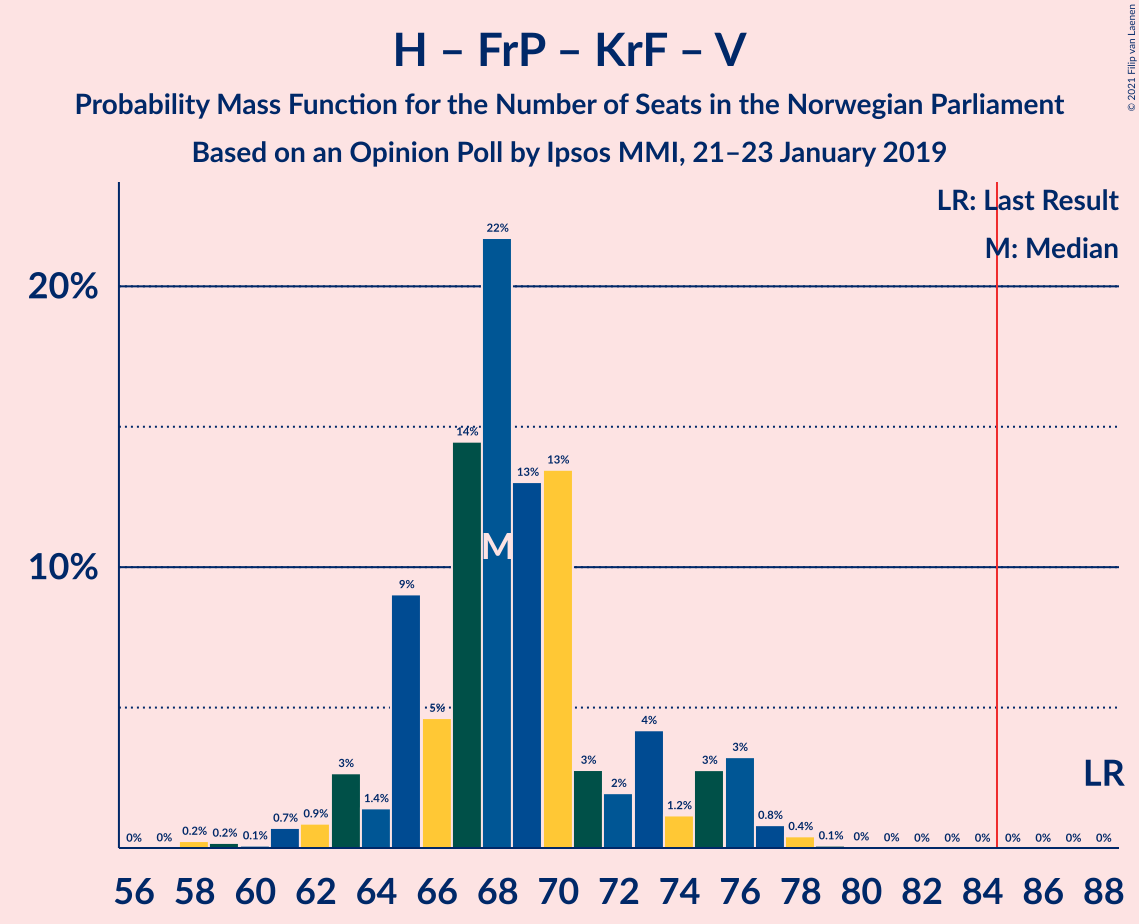 H – FrP – KrF – V
Probability Mass Function for the Number of Seats in the Norwegian Parliament
Based on an Opinion Poll by Ipsos MMI, 21–23 January 2019
© 2021 Filip van Laenen
LR: Last Result
M: Median
20%
10%
0% 0% 0.2% 0.2% 0.1% 0.7% 0.9% 3% 1.4% 9% 5% 14% 22% 13% 13% 3% 2% 4% 1.2% 3% 3% 0.8% 0.4% 0.1% 0% 0% 0% 0% 0% 0% 0% 0% 0%
M
LR
56 58 60 62 64 66 68 70 72 74 76 78 80 82 84 86 88